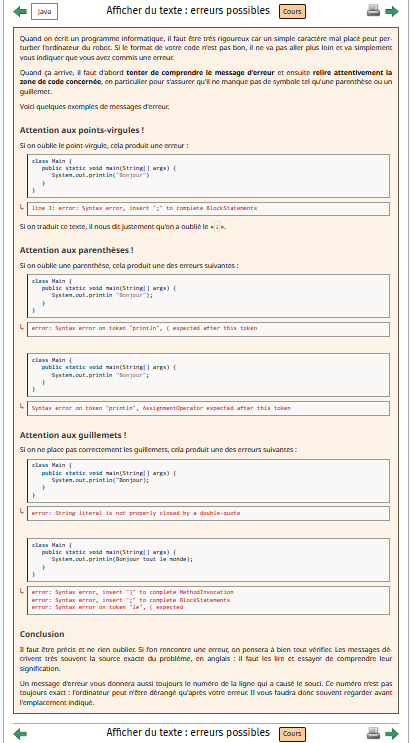 Java
Afficher du texte : erreurs possibles
Cours
Quand on écrit un programme informatique, il faut être très rigoureux car un simple caractère mal placé peut per-
turber l'ordinateur du robot. Si le format de votre code n'est pas bon, il ne va pas aller plus loin et va simplement
vous indiquer que vous avez commis une erreur.
Quand ça arrive, il faut d'abord tenter de comprendre le message d'erreur et ensuite relire attentivement la
zone de code concernée, en particulier pour s'assurer qu'il ne manque pas de symbole tel qu'une parenthèse ou un
guillemet.
Voici quelques exemples de messages d'erreur.
Attention aux points-virgules !
Si on oublie le point-virgule, cela produit une erreur :
class Main {
public static void main(String[] args) {
System.out.println("Bonjour")
}
}
line 3: error: Syntax error, insert ";" to complete BlockStatements
Si on traduit ce texte, il nous dit justement qu'on a oublié le « ; ».
Attention aux parenthèses !
Si on oublie une parenthèse, cela produit une des erreurs suivantes :
class Main {
public static void main(String[] args) {
System.out.println "Bonjour");
}
}
error: Syntax error on token "println", ( expected after this token
class Main {
public static void main(String[] args) {
System.out.println "Bonjour";
}
}
Syntax error on token "println", AssignmentOperator expected after this token
Attention aux guillemets !
Si on ne place pas correctement les guillemets, cela produit une des erreurs suivantes :
class Main {
public static void main(String[] args) {
System.out.println("Bonjour);
}
}
error: String literal is not properly closed by a double-quote
class Main {
public static void main(String[] args) {
System.out.println(Bonjour tout le monde);
}
}
error: Syntax error, insert ")" to complete MethodInvocation
error: Syntax error, insert ";" to complete BlockStatements
error: Syntax error on token "le", ( expected
Conclusion
Il faut être précis et ne rien oublier. Si l'on rencontre une erreur, on pensera à bien tout vérifier. Les messages dé-
crivent très souvent la source exacte du problème, en anglais : il faut les lire et essayer de comprendre leur
signification.
Un message d'erreur vous donnera aussi toujours le numéro de la ligne qui a causé le souci. Ce numéro n'est pas
toujours exact : l'ordinateur peut n'être dérangé qu'après votre erreur. Il vous faudra donc souvent regarder avant
l'emplacement indiqué.
Afficher du texte : erreurs possibles
Cours